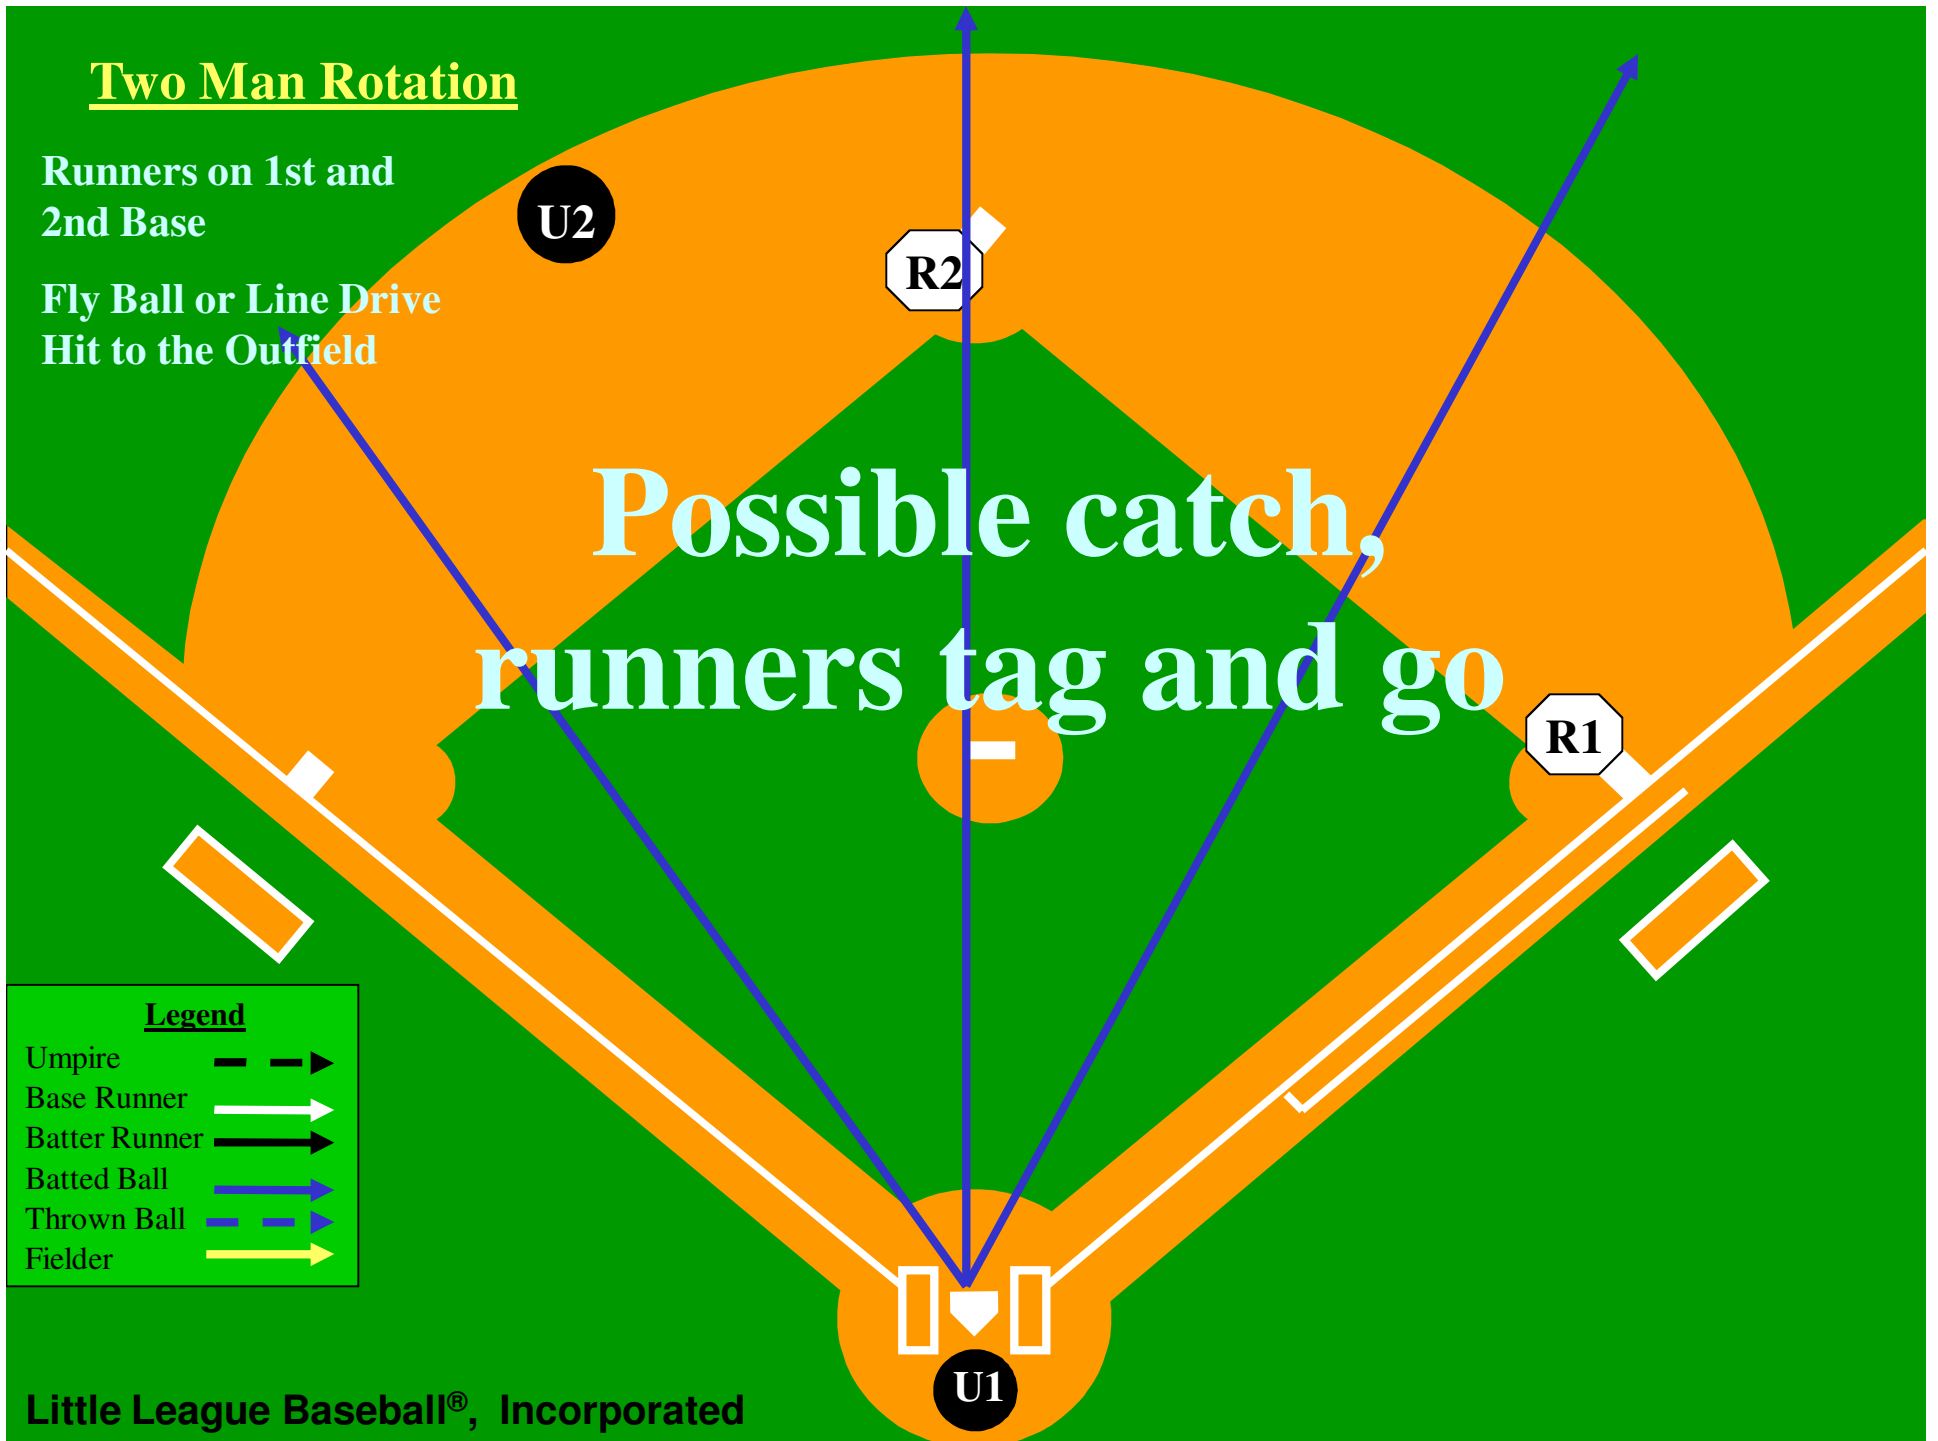 Two Man Rotation
Runners on 1st and
2nd Base
Fly Ball or Line Drive
Hit to the Outfield
U2
R2
Possible catch,
runners tag and go
R1
Legend
Umpire
Base Runner
Batter Runner
Batted Ball
Thrown Ball
Fielder
U1
Little League Baseball®, Incorporated